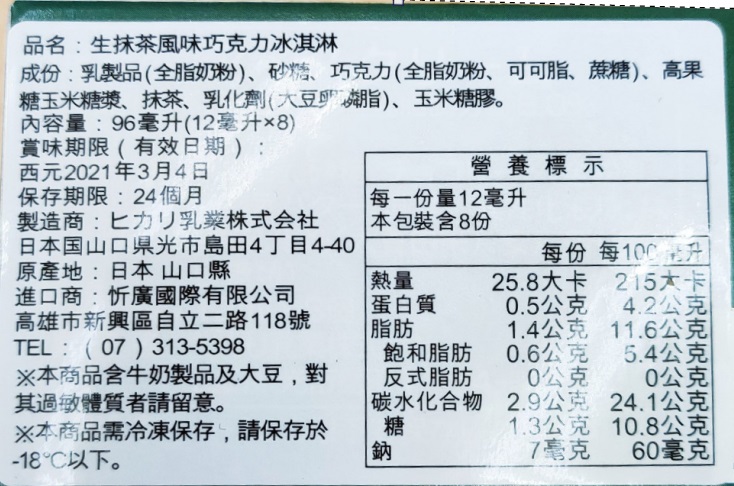 品名：生抹茶風味巧克力冰淇淋
成份：乳製品(全脂奶粉)、砂糖、巧克力(全脂奶粉、可可脂、蔗糖)、高果
糖玉米糖漿、抹茶、乳化劑(大豆卵磷脂)、玉米糖膠。
內容量：96毫升(12毫升×8)
賞味期限(有效日期)：
西元2021年3月4日
保存期限：24個月
製造商：ヒカリ乳業株式会社
日本国山口県光市島田4丁目4-40
原產地：日本 山口縣
進口商：忻廣國際有限公司
高雄市新興區自立二路118號
TEL：(07)313-5398
※本商品含牛奶製品及大豆，對
其過敏體質者請留意。
※本商品需冷凍保存，請保存於
-18℃以下。
營養標示
每一份量12毫升
本包裝含8份
每份 每100毫升
熱量 25.8大卡 215大卡
蛋白質 0.5公克 4.2公克
脂肪 1.4公克 11.6公克
飽和脂肪 0.6公克 5.4公克
反式脂肪 0公克 0公克
碳水化合物 2.9公克 24.1公克
糖 1.3公克 10.8公克
鈉 7毫克 60毫克